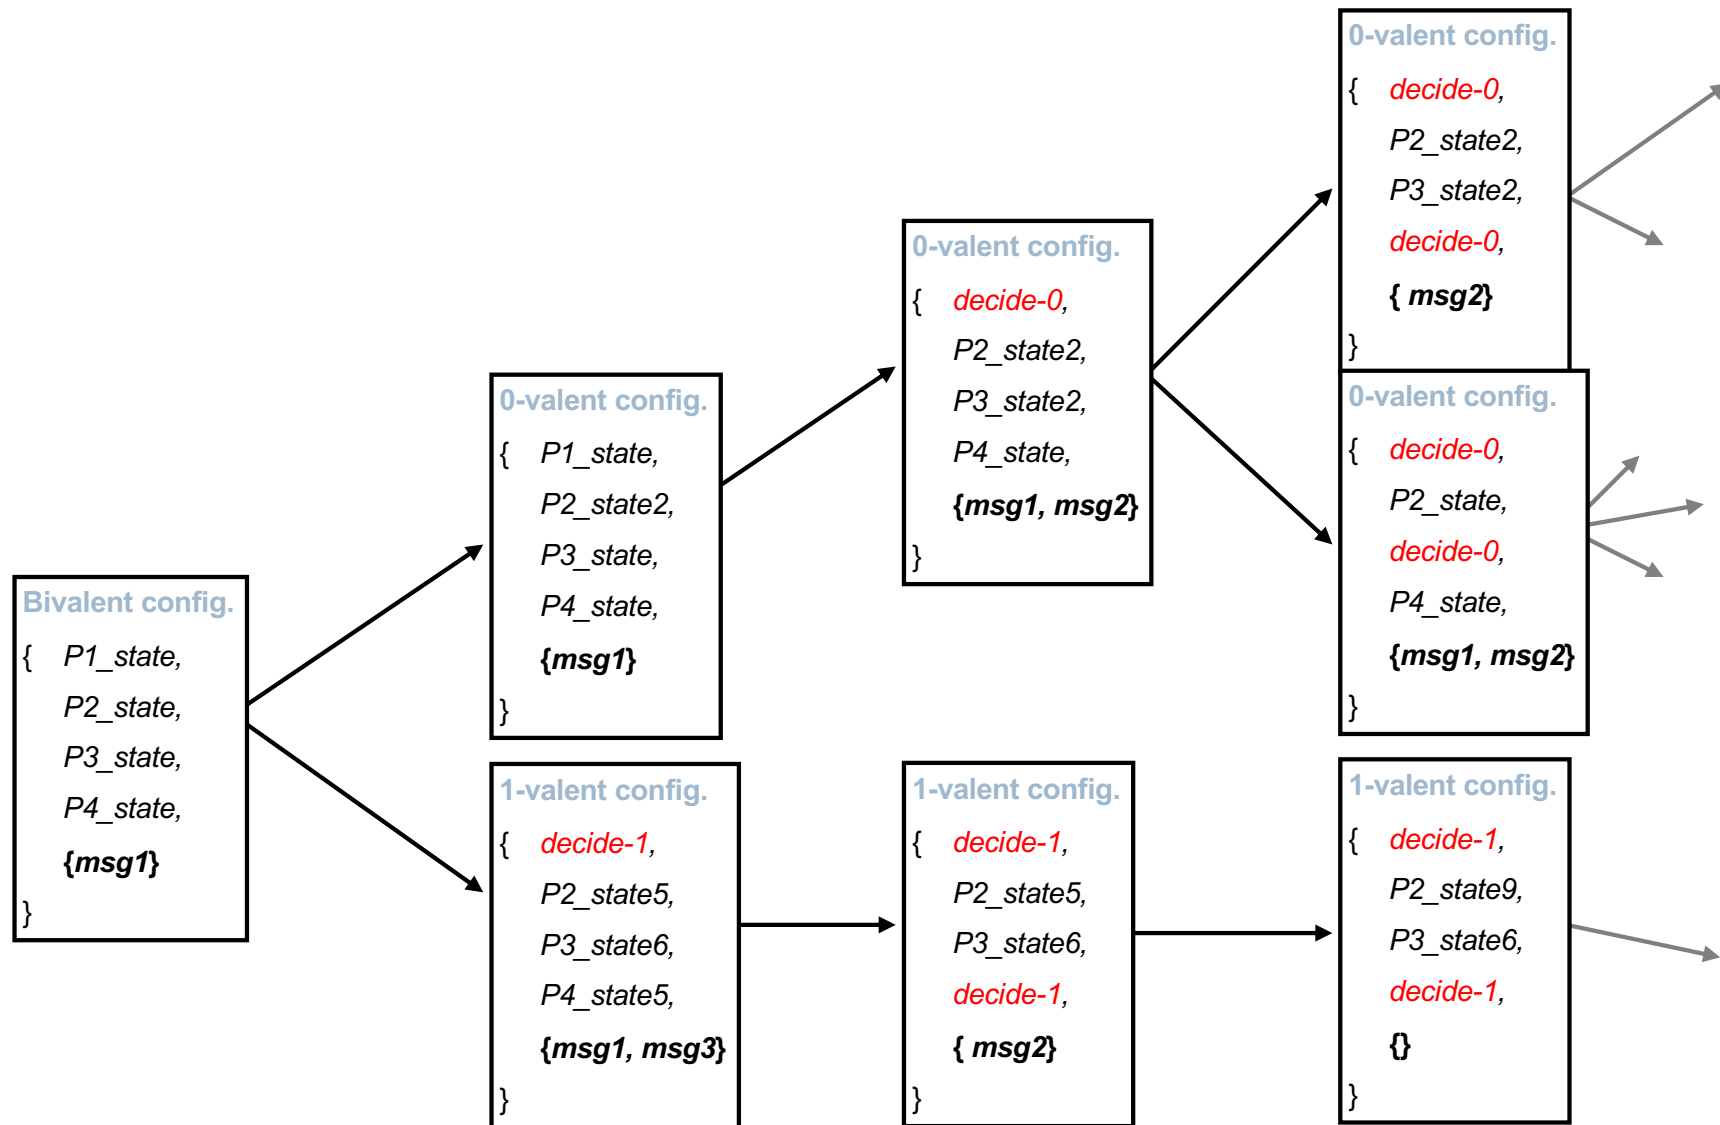 Bivalent config.
{ P1_state,
P2_state,
P3_state,
P4_state,
{msg1}
}
0-valent config.
{ P1_state,
P2_state2,
P3_state,
P4_state,
{msg1}
}
1-valent config.
{ decide-1,
P2_state5,
P3_state6,
P4_state5,
{msg1, msg3}
}
0-valent config.
{ decide-0,
P2_state2,
P3_state2,
P4_state,
{msg1, msg2}
}
1-valent config.
{ decide-1,
P2_state5,
P3_state6,
decide-1,
{ msg2}
}
0-valent config.
{ decide-0,
P2_state2,
P3_state2,
decide-0,
{ msg2}
}
0-valent config.
{ decide-0,
P2_state,
decide-0,
P4_state,
{msg1, msg2}
}
1-valent config.
{ decide-1,
P2_state9,
P3_state6,
decide-1,
{}
}